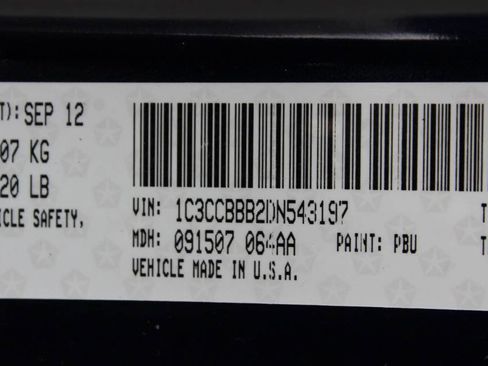 T): SEP 12
07 KG
20 LB
ICLE SAFETY,
VIN: 1C3CCBBB2DN543197 T
MDH: 091507 064AA PAINT: PBU T
VEHICLE MADE IN U.S.A.